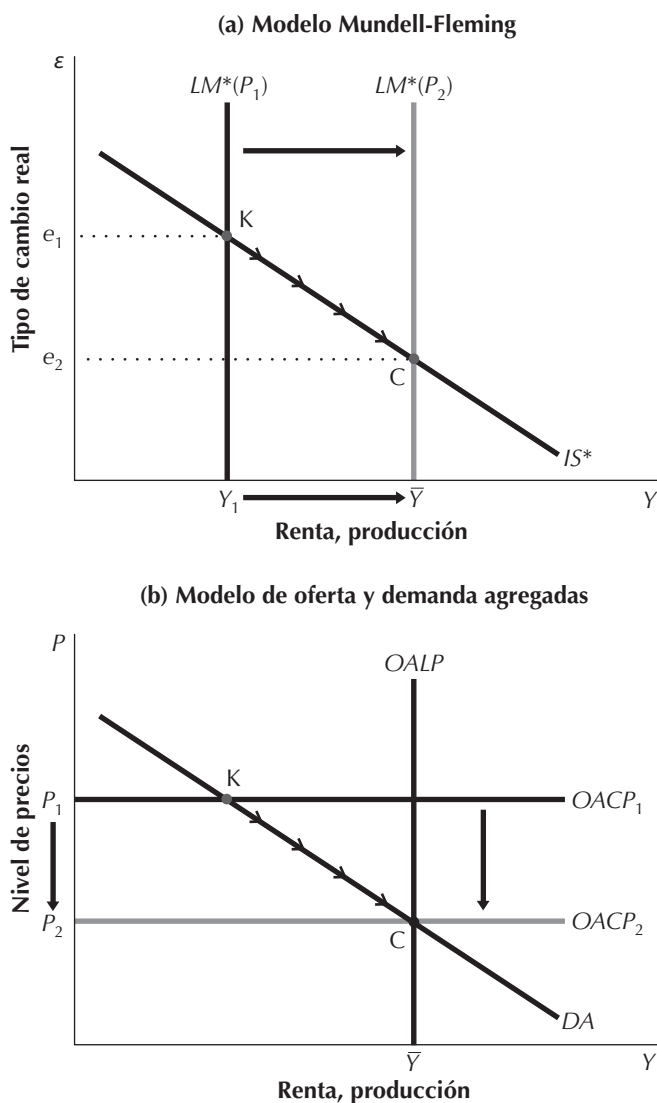 (a) Modelo Mundell-Fleming
ε
LM*(P₁)
LM*(P₂)
K
e₁
Tipo de cambio real
e₂
C
IS*
Y₁
Y̅
Y
Renta, producción
(b) Modelo de oferta y demanda agregadas
P
OALP
K
P₁
OACP₁
Nivel de precios
P₂
OACP₂
C
DA
Y̅
Y
Renta, producción